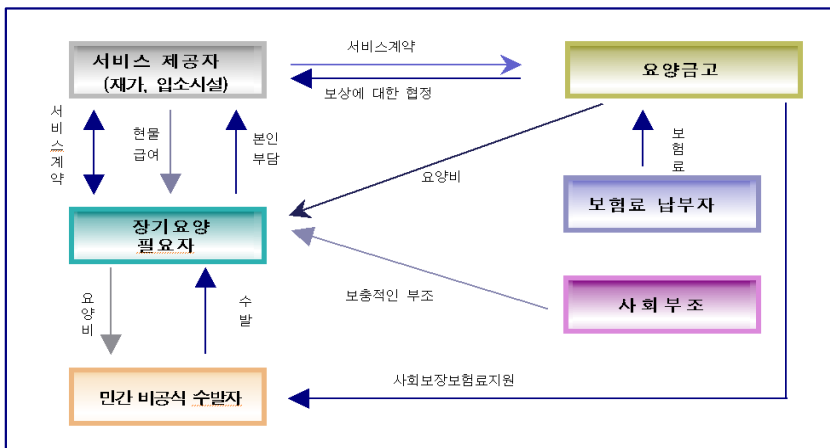 서비스 제공자
(재가, 입소시설)
서비스계약
보상에 대한 협정
요양금고
서비스계약
현물
급여
본인
부담
보험료
요양비
보험료 납부자
장기요양
필요자
보충적인 부조
사회부조
요양비
수발
사회보장보험료지원
민간 비공식 수발자